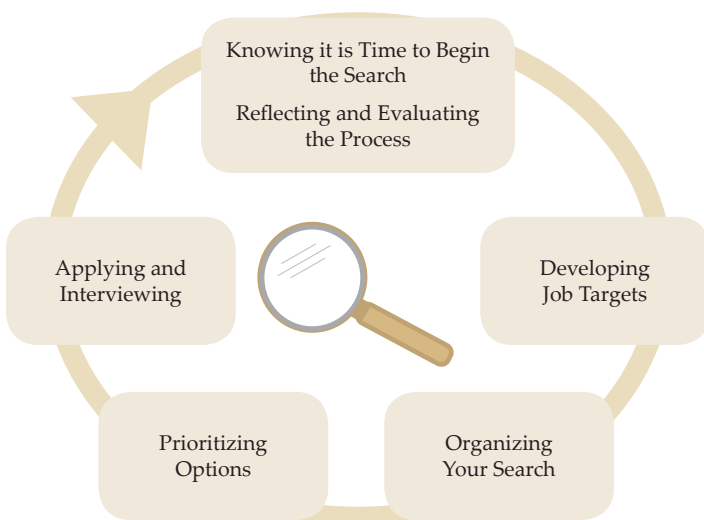 Knowing it is Time to Begin
the Search
Reflecting and Evaluating
the Process
Developing
Job Targets
Organizing
Your Search
Prioritizing
Options
Applying and
Interviewing